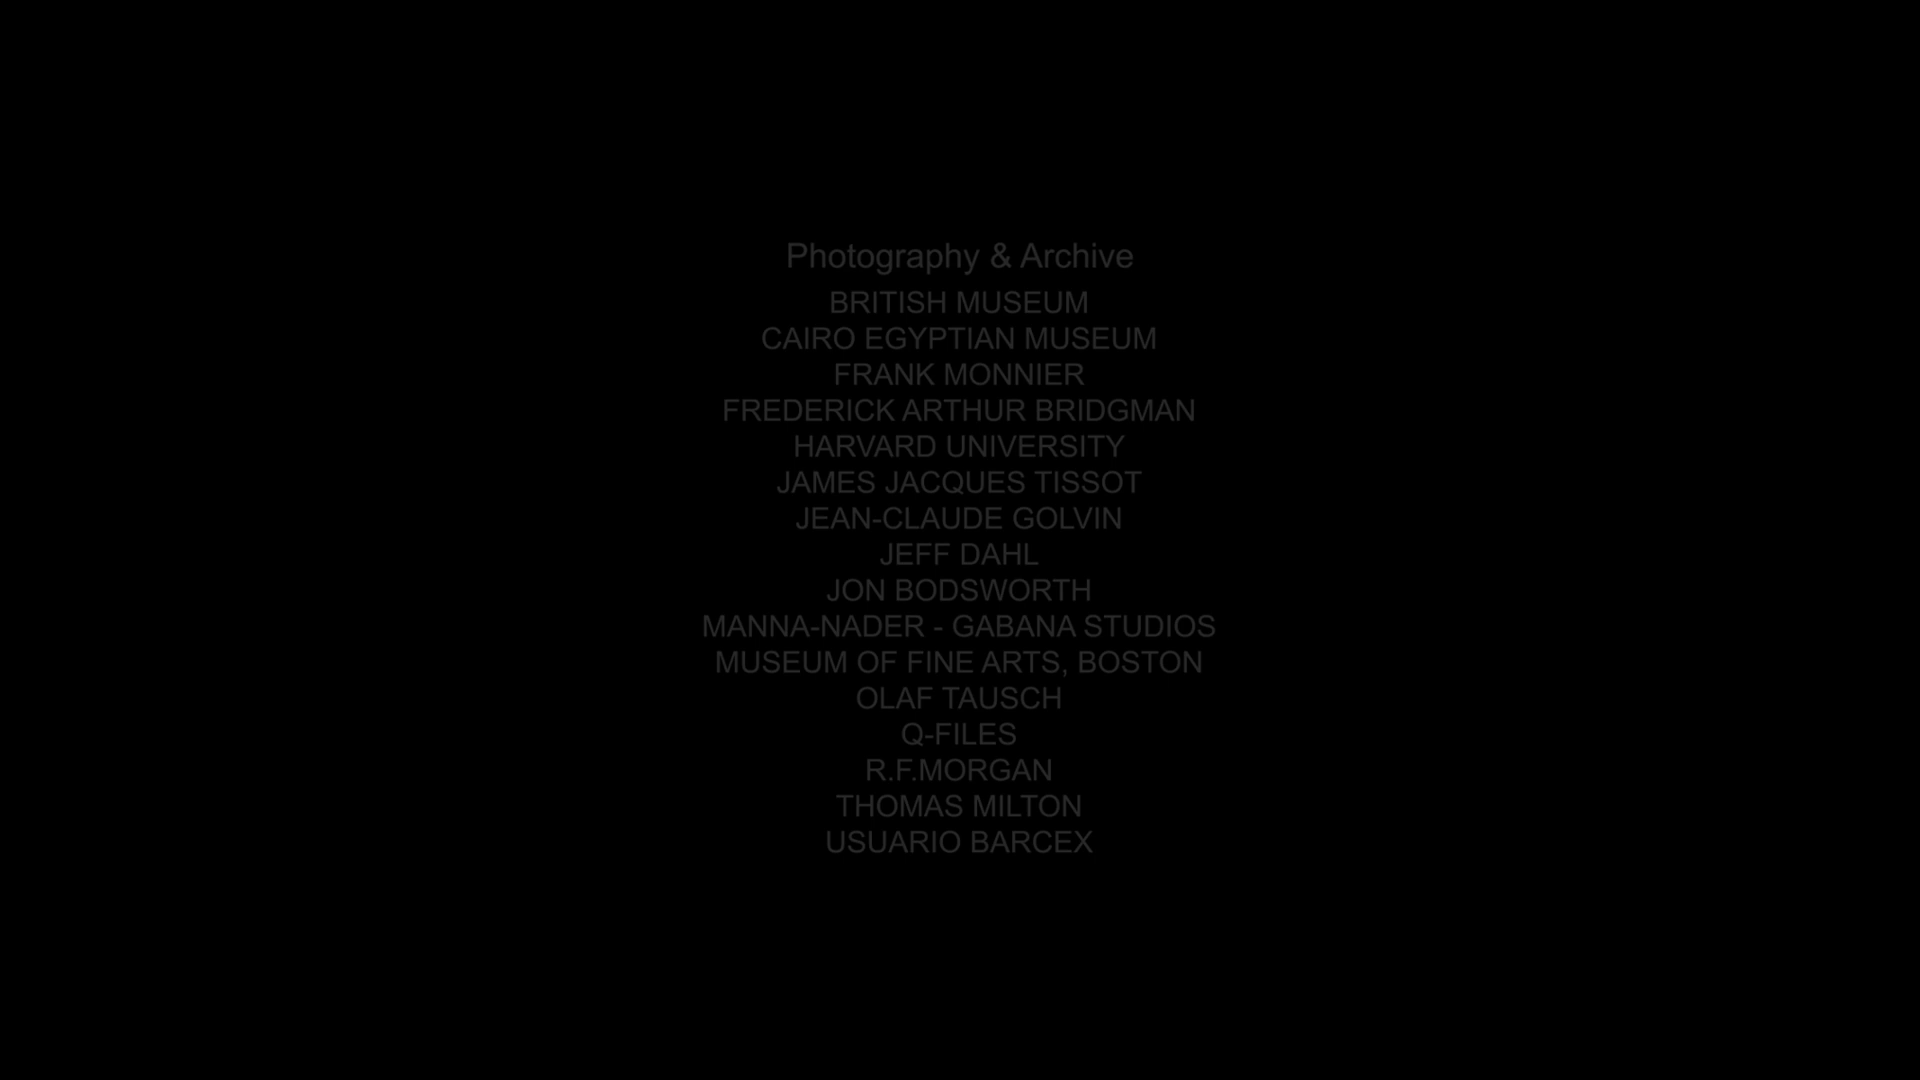 Photography & Archive
BRITISH MUSEUM
CAIRO EGYPTIAN MUSEUM
FRANK MONNIER
FREDERICK ARTHUR BRIDGMAN
HARVARD UNIVERSITY
JAMES JACQUES TISSOT
JEAN-CLAUDE GOLVIN
JEFF DAHL
JON BODSWORTH
MANNA-NADER - GABANA STUDIOS
MUSEUM OF FINE ARTS, BOSTON
OLAF TAUSCH
Q-FILES
R.F.MORGAN
THOMAS MILTON
USUARIO BARCEX